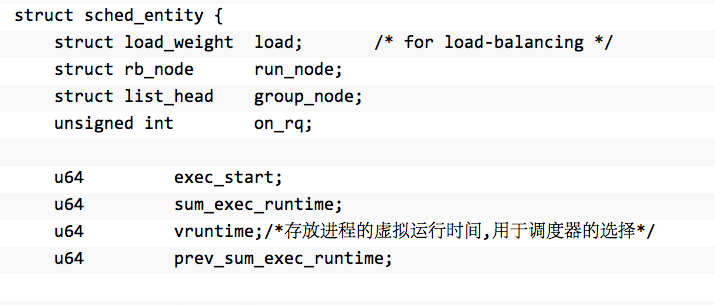 struct sched_entity {
    struct load_weight  load;       /* for load-balancing */
    struct rb_node      run_node;
    struct list_head    group_node;
    unsigned int        on_rq;

    u64         exec_start;
    u64         sum_exec_runtime;
    u64         vruntime;/*存放进程的虚拟运行时间,用于调度器的选择*/
    u64         prev_sum_exec_runtime;